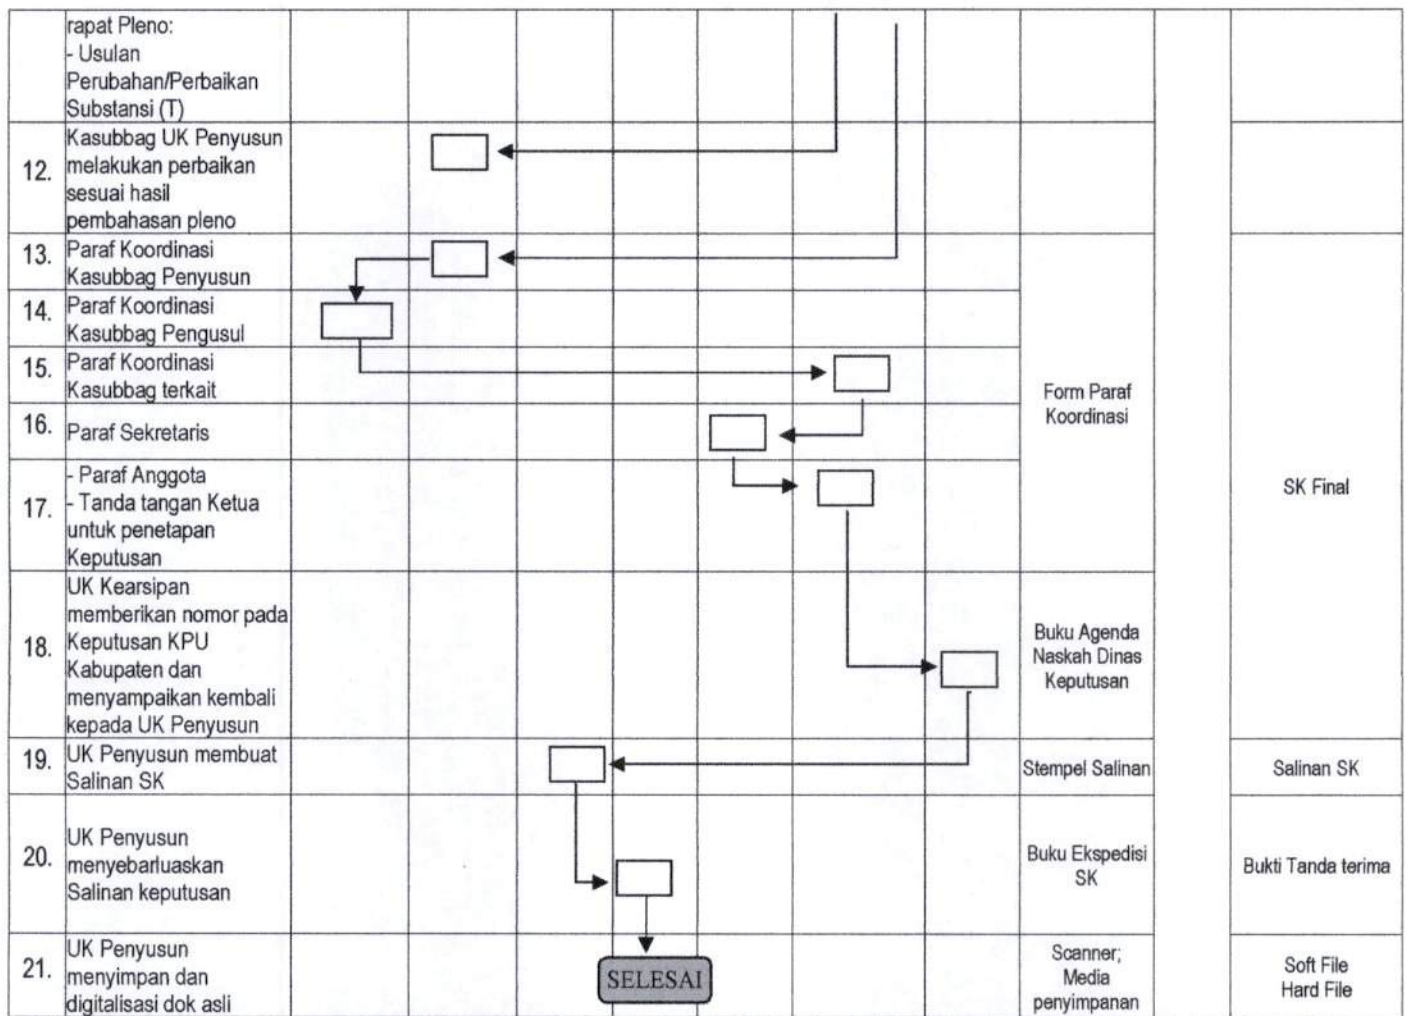 rapat Pleno:
- Usulan
Perubahan/Perbaikan
Substansi (T)
12.
Kasubbag UK Penyusun
melakukan perbaikan
sesuai hasil
pembahasan pleno
13.
Paraf Koordinasi
Kasubbag Penyusun
14.
Paraf Koordinasi
Kasubbag Pengusul
15.
Paraf Koordinasi
Kasubbag terkait
16.
Paraf Sekretaris
17.
- Paraf Anggota
- Tanda tangan Ketua
untuk penetapan
Keputusan
Form Paraf
Koordinasi
SK Final
18.
UK Kearsipan
memberikan nomor pada
Keputusan KPU
Kabupaten dan
menyampaikan kembali
kepada UK Penyusun
Buku Agenda
Naskah Dinas
Keputusan
19.
UK Penyusun membuat
Salinan SK
Stempel Salinan
Salinan SK
20.
UK Penyusun
menyebarluaskan
Salinan keputusan
Buku Ekspedisi
SK
Bukti Tanda terima
21.
UK Penyusun
menyimpan dan
digitalisasi dok asli
SELESAI
Scanner;
Media
penyimpanan
Soft File
Hard File